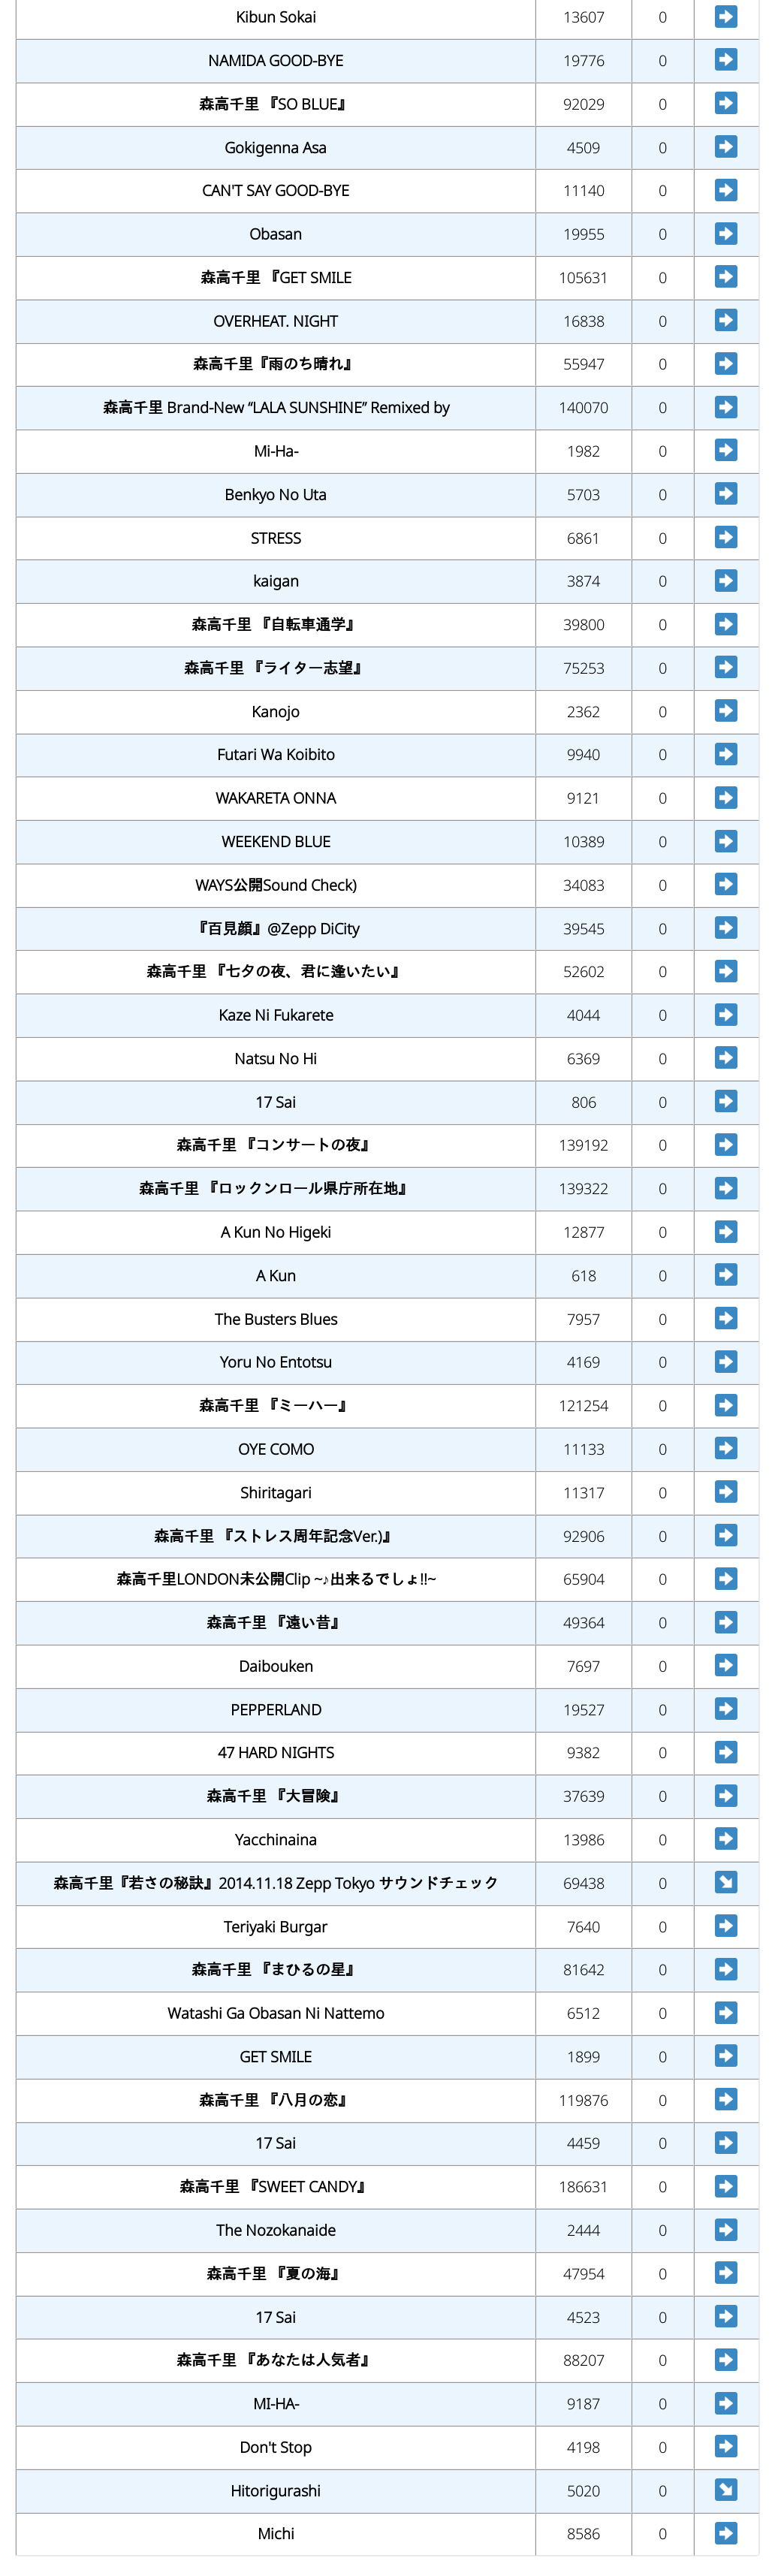 Kibun Sokai 13607 0
NAMIDA GOOD-BYE 19776 0
森高千里 『SO BLUE』 92029 0
Gokigenna Asa 4509 0
CAN'T SAY GOOD-BYE 11140 0
Obasan 19955 0
森高千里 『GET SMILE 105631 0
OVERHEAT. NIGHT 16838 0
森高千里『雨のち晴れ』 55947 0
森高千里 Brand-New “LALA SUNSHINE” Remixed by 140070 0
Mi-Ha- 1982 0
Benkyo No Uta 5703 0
STRESS 6861 0
kaigan 3874 0
森高千里 『自転車通学』 39800 0
森高千里 『ライター志望』 75253 0
Kanojo 2362 0
Futari Wa Koibito 9940 0
WAKARETA ONNA 9121 0
WEEKEND BLUE 10389 0
WAYS公開Sound Check) 34083 0
『百見顔』@Zepp DiCity 39545 0
森高千里 『七夕の夜、君に逢いたい』 52602 0
Kaze Ni Fukarete 4044 0
Natsu No Hi 6369 0
17 Sai 806 0
森高千里 『コンサートの夜』 139192 0
森高千里 『ロックンロール県庁所在地』 139322 0
A Kun No Higeki 12877 0
A Kun 618 0
The Busters Blues 7957 0
Yoru No Entotsu 4169 0
森高千里 『ミーハー』 121254 0
OYE COMO 11133 0
Shiritagari 11317 0
森高千里 『ストレス周年記念Ver.)』 92906 0
森高千里LONDON未公開Clip ~♪出来るでしょ!!~ 65904 0
森高千里 『遠い昔』 49364 0
Daibouken 7697 0
PEPPERLAND 19527 0
47 HARD NIGHTS 9382 0
森高千里 『大冒険』 37639 0
Yacchinaina 13986 0
森高千里『若さの秘訣』2014.11.18 Zepp Tokyo サウンドチェック 69438 0
Teriyaki Burgar 7640 0
森高千里 『まひるの星』 81642 0
Watashi Ga Obasan Ni Nattemo 6512 0
GET SMILE 1899 0
森高千里 『八月の恋』 119876 0
17 Sai 4459 0
森高千里 『SWEET CANDY』 186631 0
The Nozokanaide 2444 0
森高千里 『夏の海』 47954 0
17 Sai 4523 0
森高千里 『あなたは人気者』 88207 0
MI-HA- 9187 0
Don't Stop 4198 0
Hitorigurashi 5020 0
Michi 8586 0